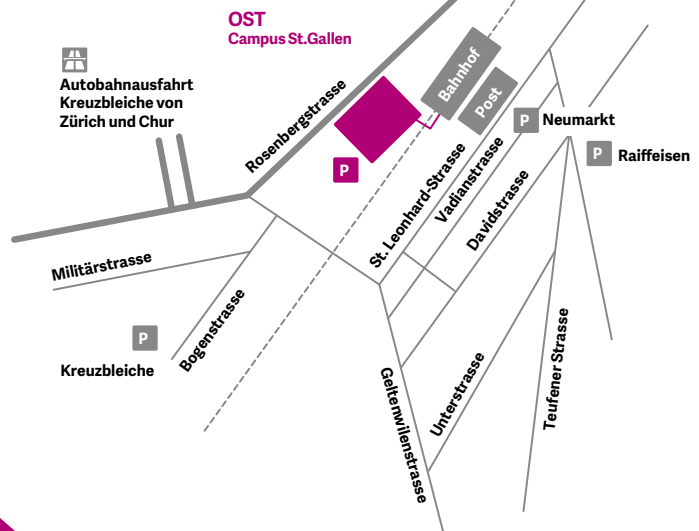 OST
Campus St.Gallen
Autobahnausfahrt
Kreuzbleiche von
Zürich und Chur
Rosenbergstrasse
Bahnhof
Post
P
Neumarkt
P
Raiffeisen
P
St. Leonhard-Strasse
Vadianstrasse
Davidstrasse
Militärstrasse
Bogenstrasse
P
Kreuzbleiche
Geltenwilenstrasse
Unterstrasse
Teufener Strasse